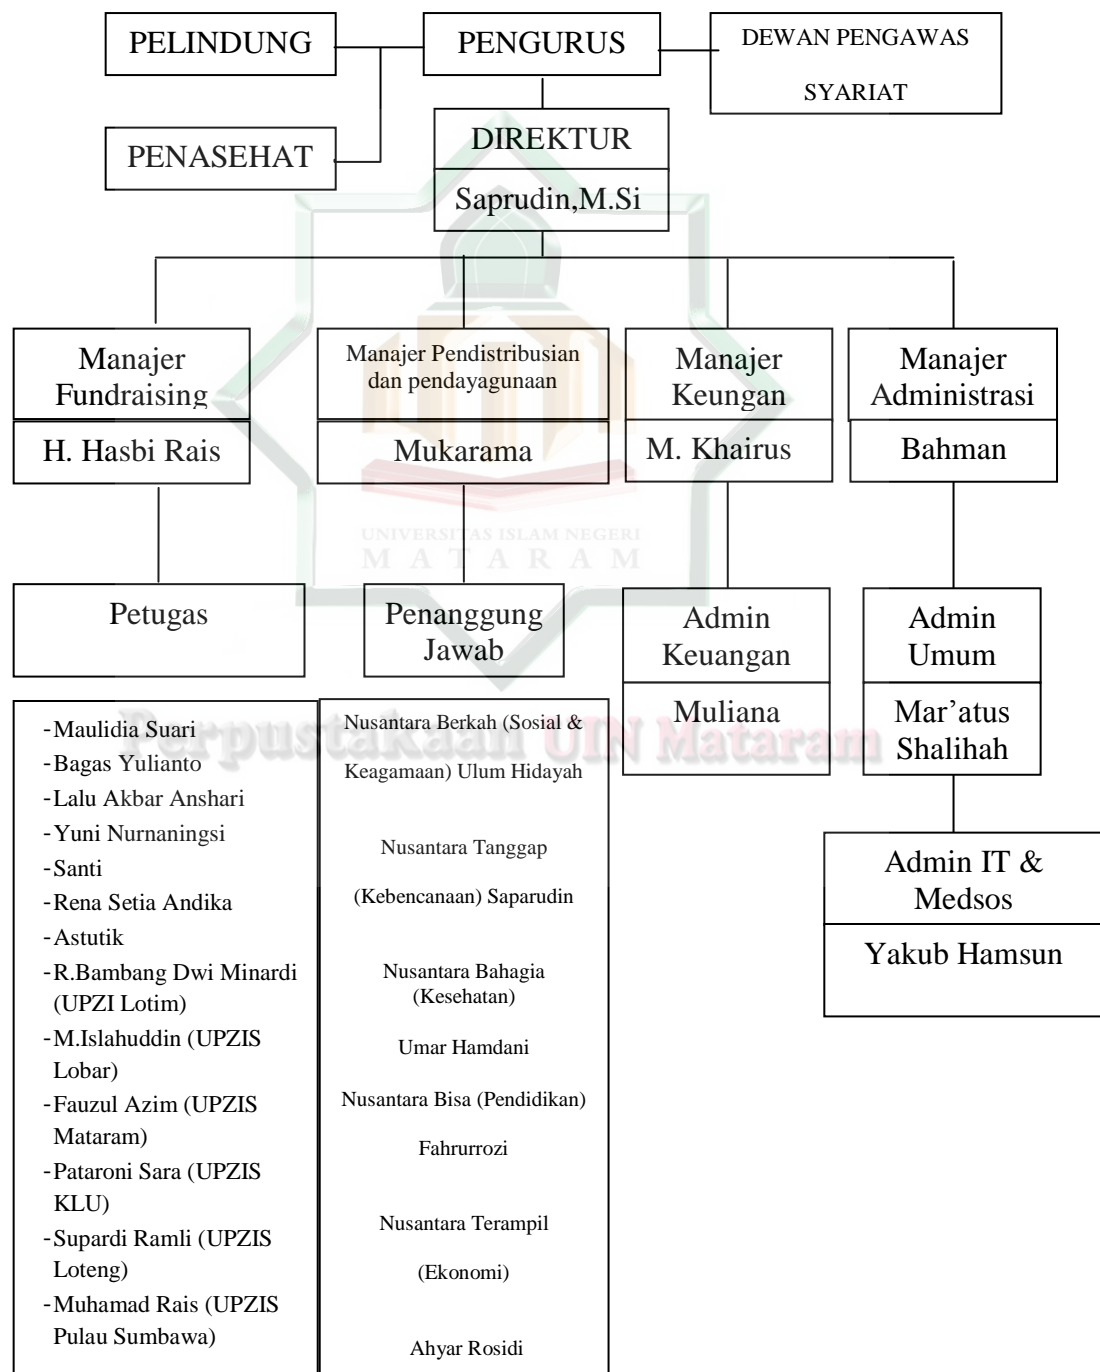 PELINDUNG
PENGURUS
DEWAN PENGAWAS
SYARIAT
PENASEHAT
DIREKTUR
Saprudin,M.Si
Manajer
Fundraising
H. Hasbi Rais
Manajer Pendistribusian
dan pendayagunaan
Mukarama
Manajer
Keungan
M. Khairus
Manajer
Administrasi
Bahman
UNIVERSITAS ISLAM NEGERI
MATARAM
Petugas
Penanggung
Jawab
Admin
Keuangan
Muliana
Admin
Umum
Mar’atus
Shalihah
Perpustakaan UIN Mataram
Admin IT &
Medsos
Yakub Hamsun
-Maulidia Suari
-Bagas Yulianto
-Lalu Akbar Anshari
-Yuni Nurnaningsi
-Santi
-Rena Setia Andika
-Astutik
-R.Bambang Dwi Minardi
(UPZI Lotim)
-M.Islahuddin (UPZIS
Lobar)
-Fauzul Azim (UPZIS
Mataram)
-Pataroni Sara (UPZIS
KLU)
-Supardi Ramli (UPZIS
Loteng)
-Muhamad Rais (UPZIS
Pulau Sumbawa)
Nusantara Berkah (Sosial &
Keagamaan) Ulum Hidayah
Nusantara Tanggap
(Kebencanaan) Saparudin
Nusantara Bahagia
(Kesehatan)
Umar Hamdani
Nusantara Bisa (Pendidikan)
Fahrurrozi
Nusantara Terampil
(Ekonomi)
Ahyar Rosidi